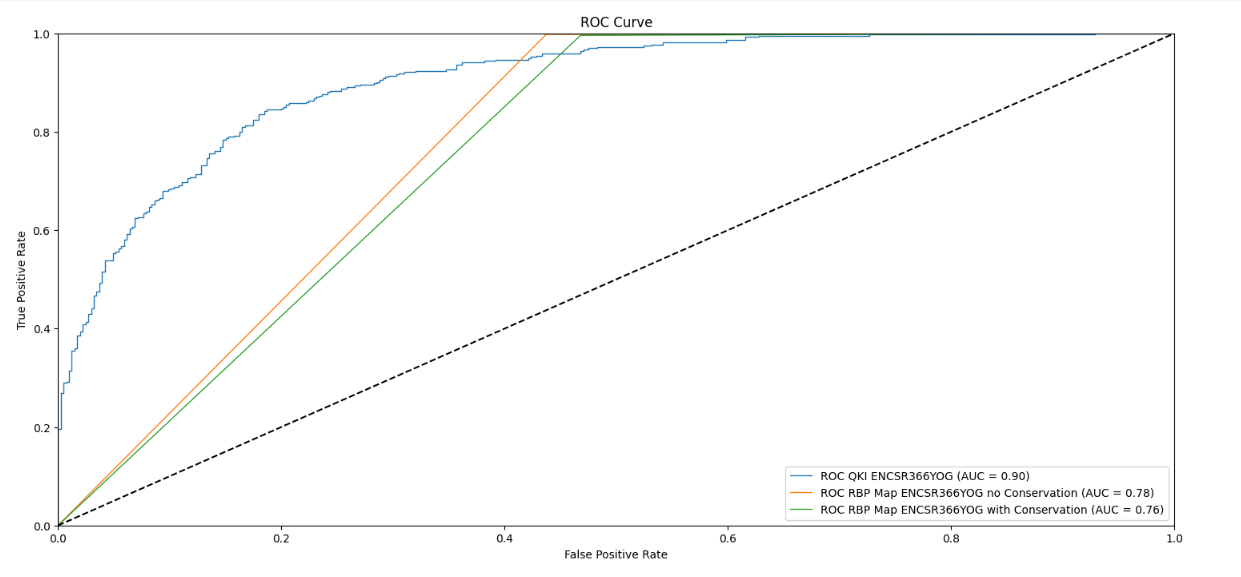 ROC Curve
1.0
0.8
0.6
0.4
0.2
0.0
True Positive Rate
0.0 0.2 0.4 0.6 0.8 1.0
False Positive Rate
ROC QKI ENCSR366YOG (AUC = 0.90)
ROC RBP Map ENCSR366YOG no Conservation (AUC = 0.78)
ROC RBP Map ENCSR366YOG with Conservation (AUC = 0.76)